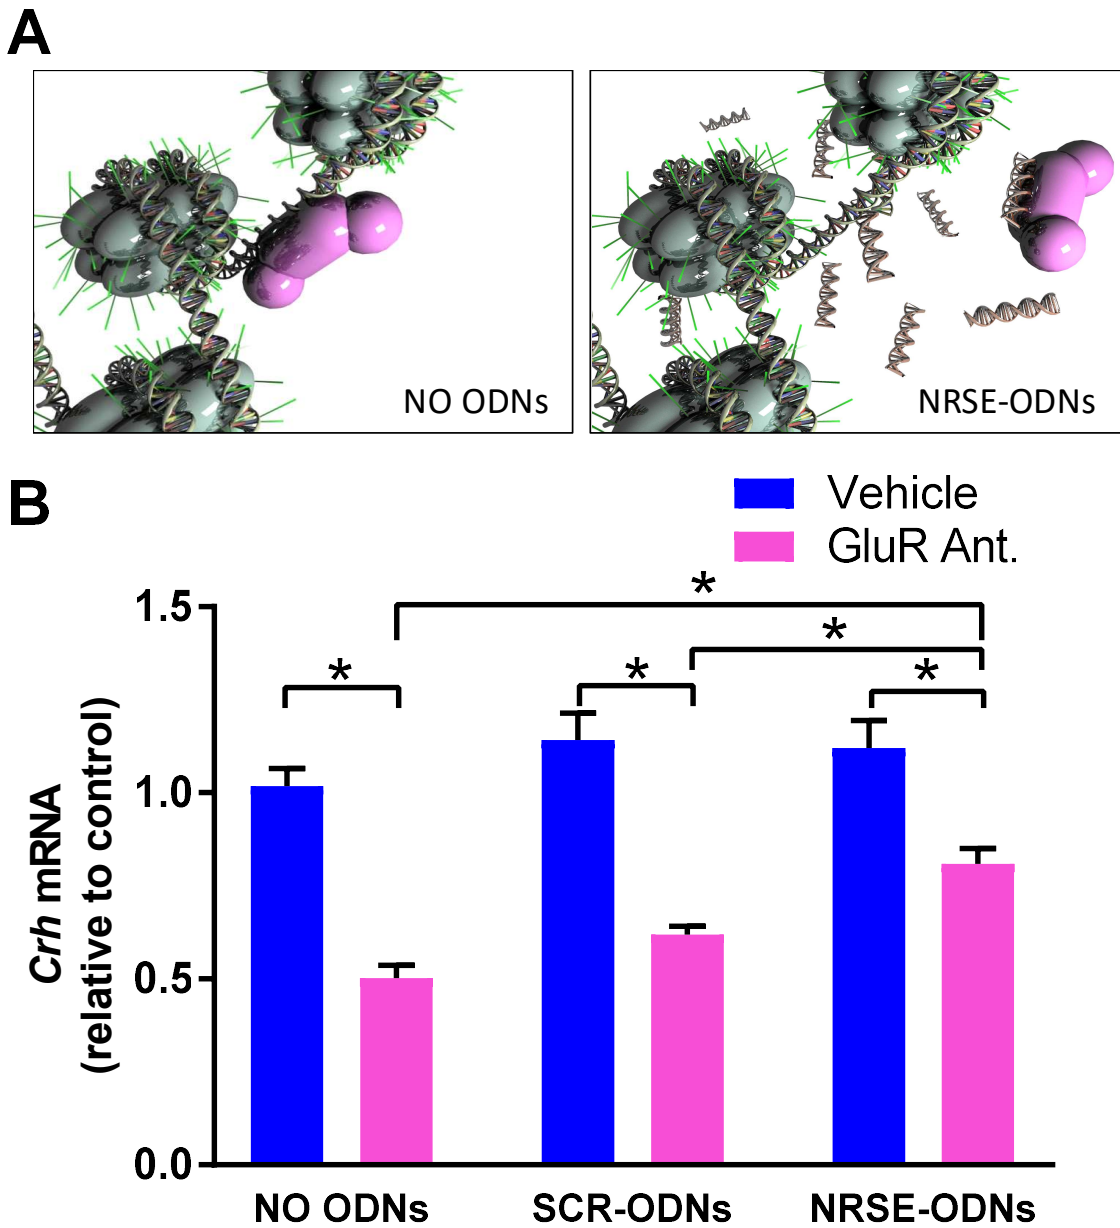 A
NO ODNs
NRSE-ODNs
B
Vehicle
GluR Ant.
Crh mRNA
(relative to control)
1.5
1.0
0.5
0.0
*
*
*
*
*
NO ODNs
SCR-ODNs
NRSE-ODNs